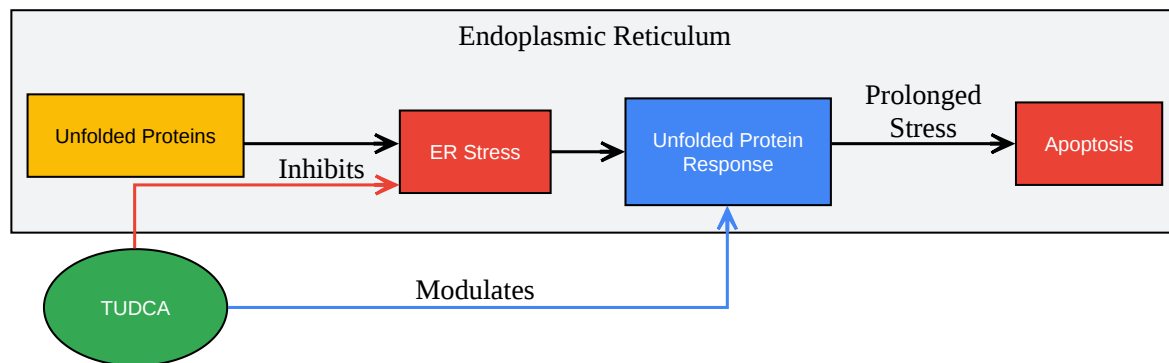 Endoplasmic Reticulum
Unfolded Proteins
Inhibits
ER Stress
Unfolded Protein
Response
Prolonged
Stress
Apoptosis
TUDCA
Modulates